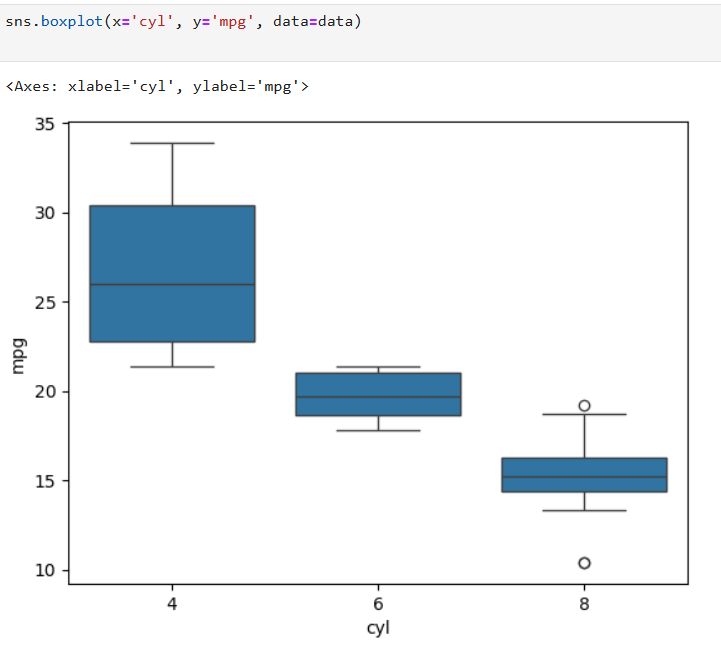 sns.boxplot(x='cyl', y='mpg', data=data)
<Axes: xlabel='cyl', ylabel='mpg'>
35
30
25
20
15
10
mpg
4 6 8
cyl